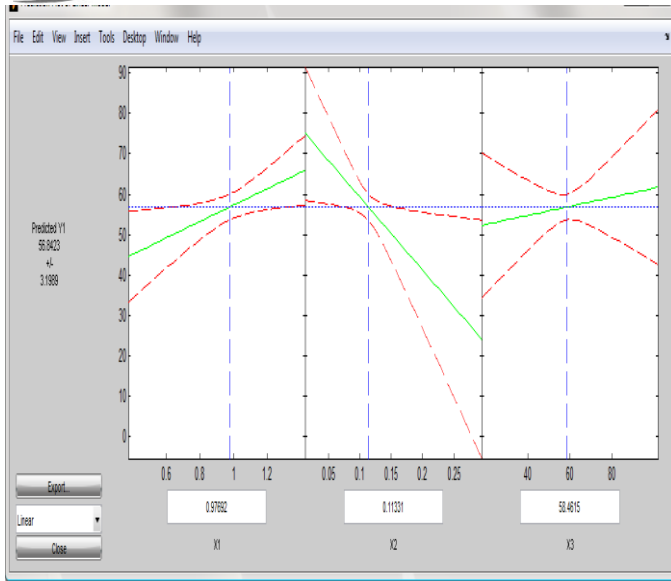 File Edit View Insert Tools Desktop Window Help
90
80
70
60
50
40
30
20
10
0
Predicted Y1
56.8423
+/-
3.1989
0.6 0.8 1 1.2
0.05 0.1 0.15 0.2 0.25
40 60 80
Export...
0.97692 0.11331 58.4615
Linear
Close
X1 X2 X3